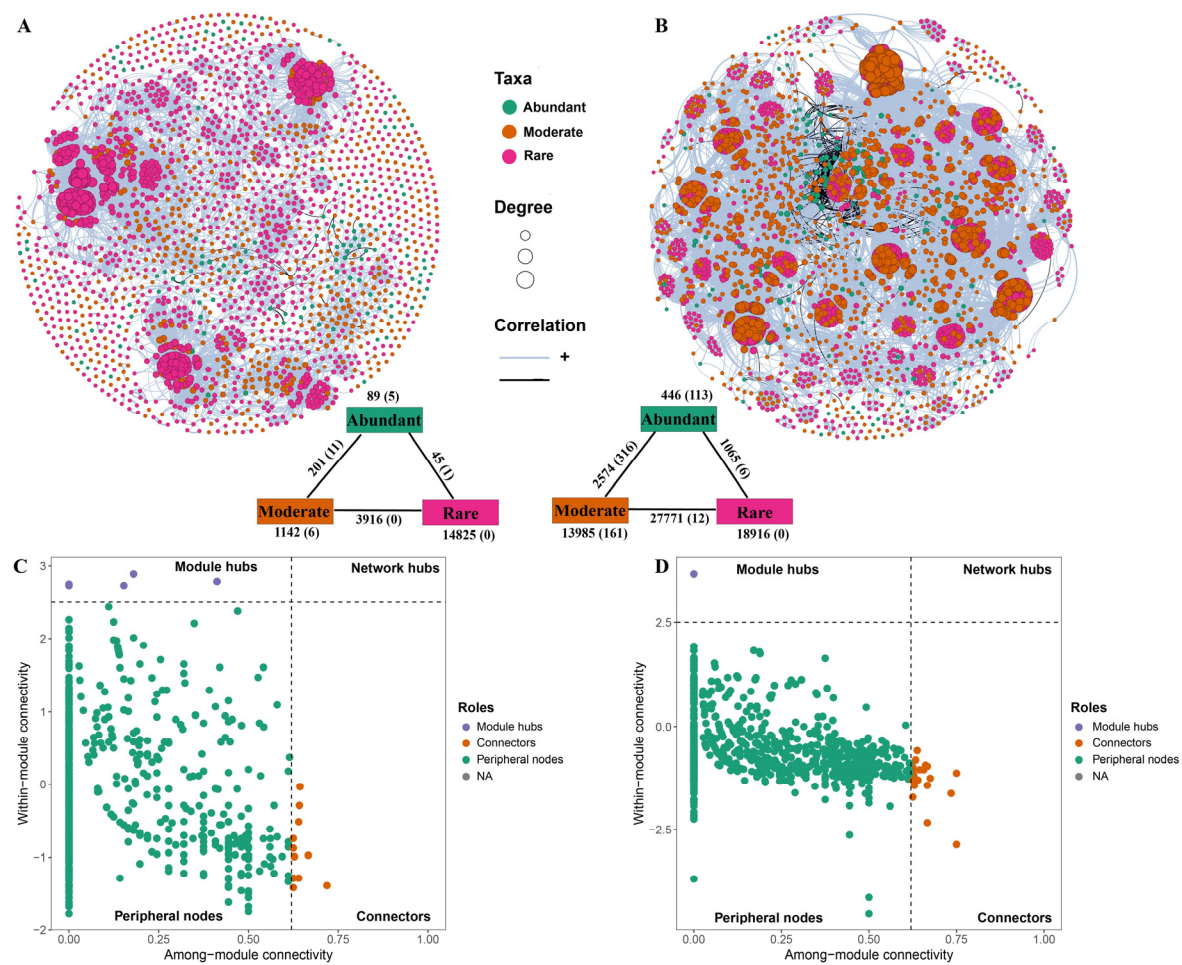 A
B
Taxa
Abundant
Moderate
Rare
Degree
Correlation
+
−
89 (5)
Abundant
201 (11)
45 (1)
Moderate
3916 (0)
Rare
1142 (6)
14825 (0)
446 (113)
Abundant
2574 (316)
1065 (6)
Moderate
27771 (12)
Rare
13985 (161)
18916 (0)
C
Module hubs
Network hubs
3
2
1
0
−1
−2
Within−module connectivity
Peripheral nodes
Connectors
0.00
0.25
0.50
0.75
1.00
Among−module connectivity
Roles
Module hubs
Connectors
Peripheral nodes
NA
D
Module hubs
Network hubs
2.5
0.0
−2.5
Within−module connectivity
Peripheral nodes
Connectors
0.00
0.25
0.50
0.75
1.00
Among−module connectivity
Roles
Module hubs
Connectors
Peripheral nodes
NA